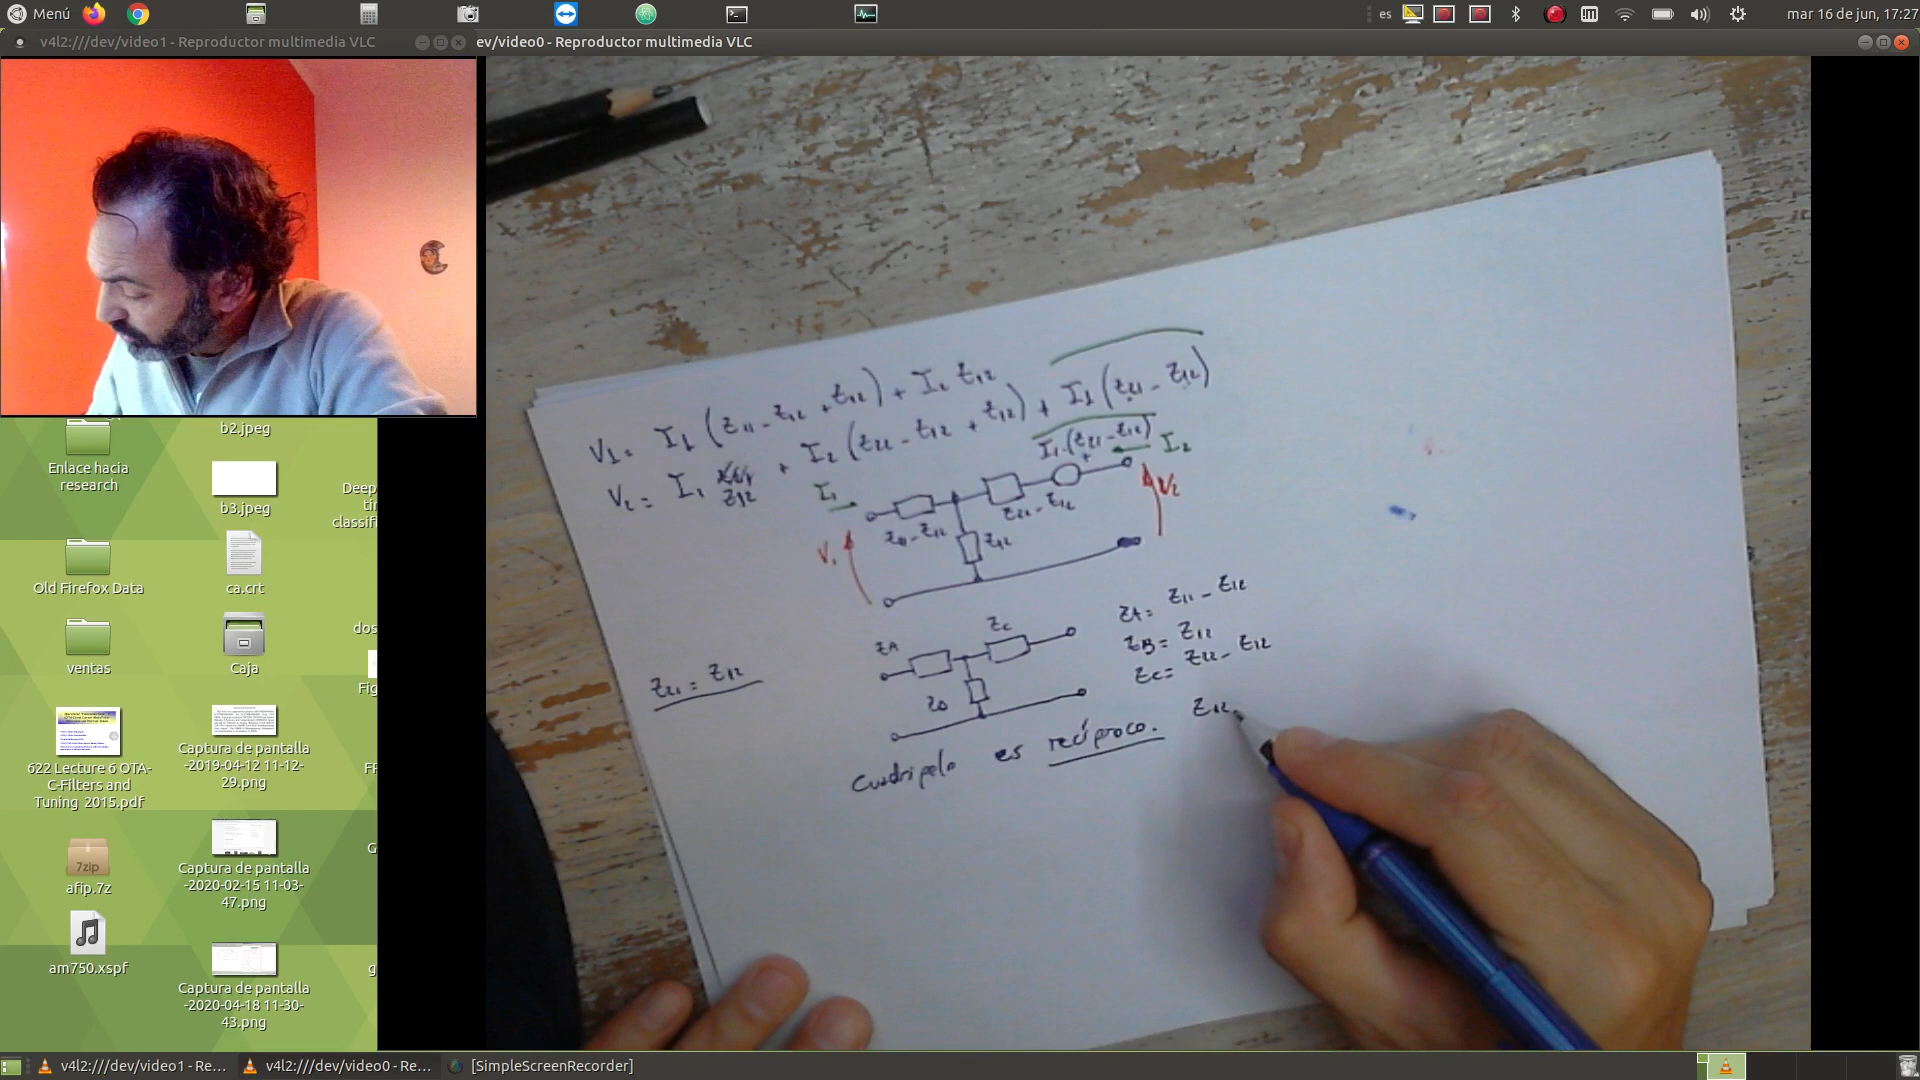 Menú
es
mar 16 de jun, 17:27
v4l2:///dev/video1 - Reproductor multimedia VLC
ev/video0 - Reproductor multimedia VLC
V1 = I1 (Z11 - Z12 + Z12) + I2 Z12
V2 = I1 Z12 + I2 (Z22 - Z12 + Z12) + I1 (Z21 - Z12)
I1 (Z21 - Z12)
+
I2
I1
V2
Z11 - Z12
Z22 - Z12
V1
Z12
ZA
ZC
ZB
ZA = Z11 - Z12
ZB = Z12
ZC = Z22 - Z12
Z21 = Z12
Cuadripolo es recíproco.
Z12
Enlace hacia
research
b2.jpeg
b3.jpeg
Deep
classifi
Old Firefox Data
ca.crt
ventas
Caja
dos
Fig
622 Lecture 6 OTA-
C-Filters and
Tuning 2015.pdf
Captura de pantalla
-2019-04-12 11-12-
29.png
7zip
afip.7z
Captura de pantalla
-2020-02-15 11-03-
47.png
am750.xspf
Captura de pantalla
-2020-04-18 11-30-
43.png
v4l2:///dev/video1 - Re...
v4l2:///dev/video0 - Re...
[SimpleScreenRecorder]